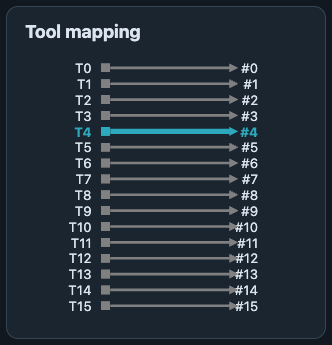 Tool mapping
T0 #0
T1 #1
T2 #2
T3 #3
T4 #4
T5 #5
T6 #6
T7 #7
T8 #8
T9 #9
T10 #10
T11 #11
T12 #12
T13 #13
T14 #14
T15 #15